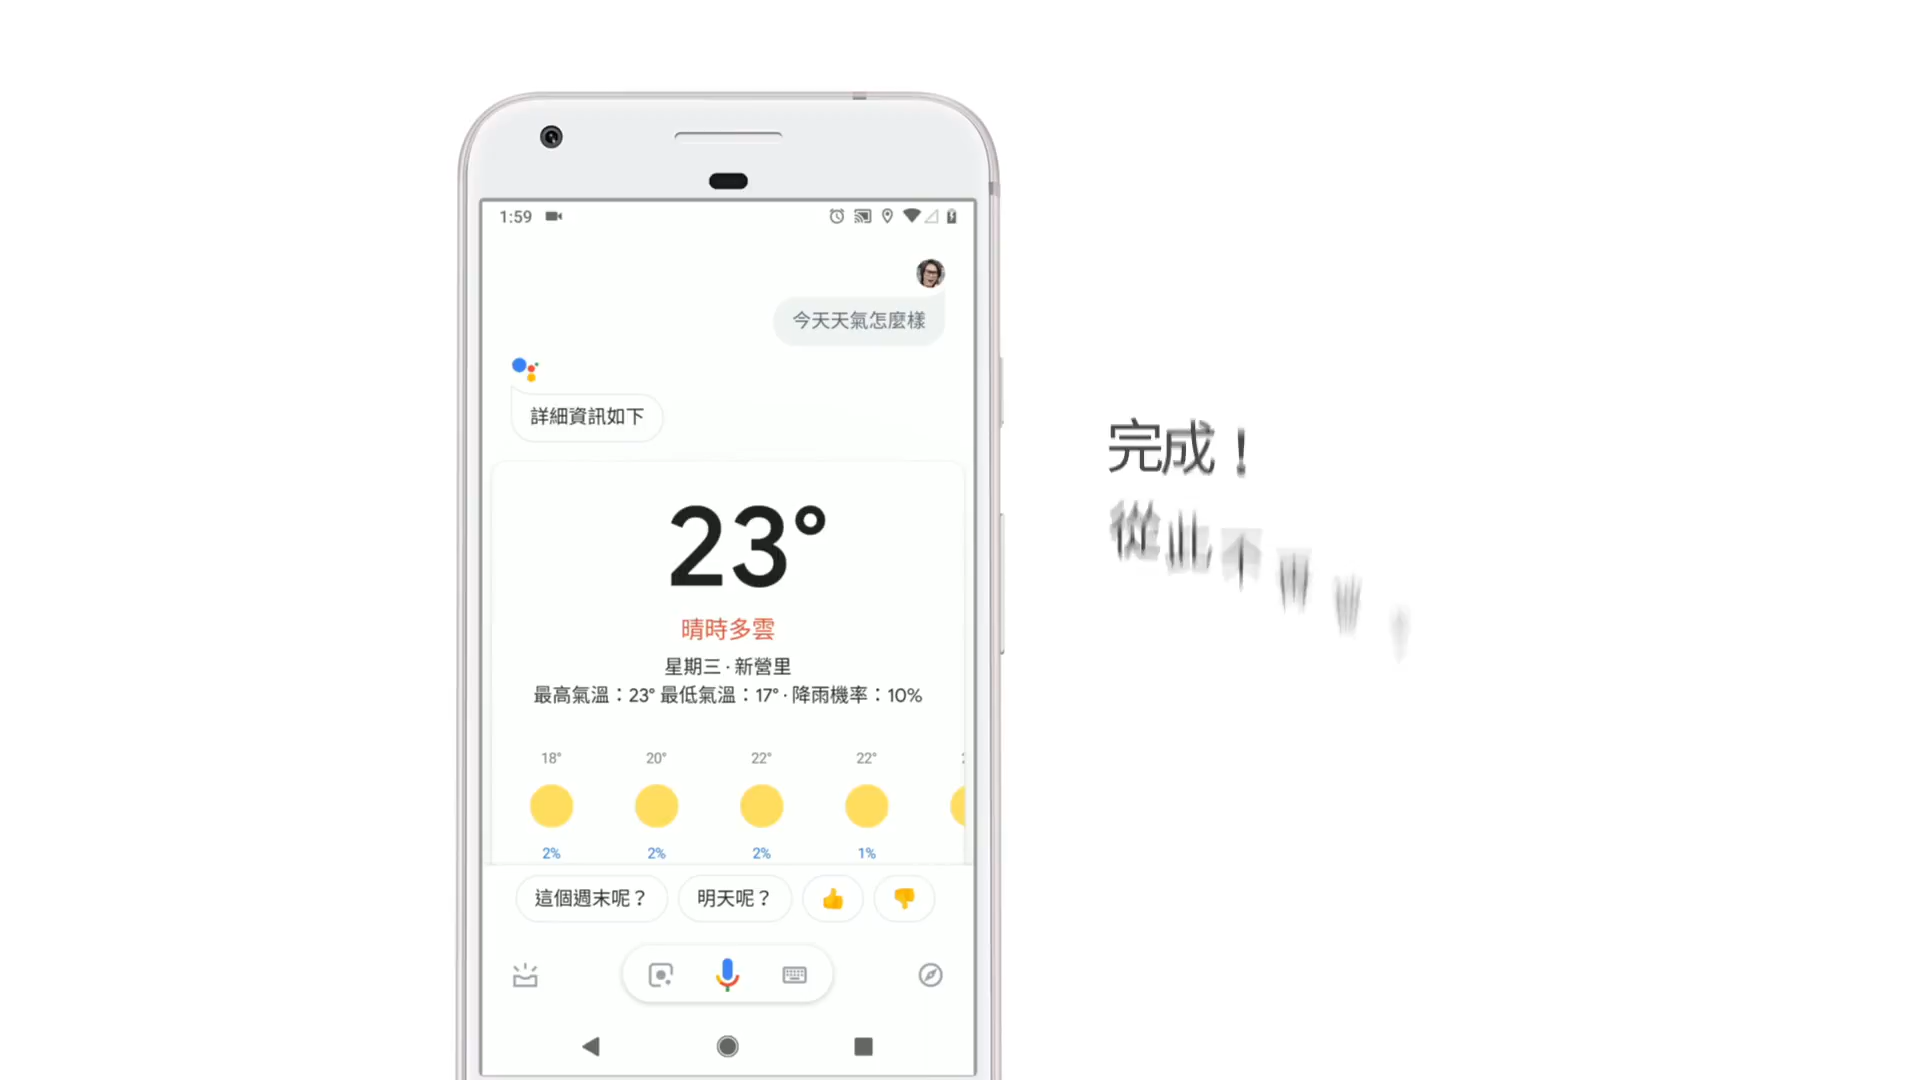 1:59
今天天氣怎麼樣
詳細資訊如下
23°
晴時多雲
星期三 · 新營里
最高氣溫：23° 最低氣溫：17° · 降雨機率：10%
18° 20° 22° 22°
2% 2% 2% 1%
這個週末呢？ 明天呢？
完成！
從此不